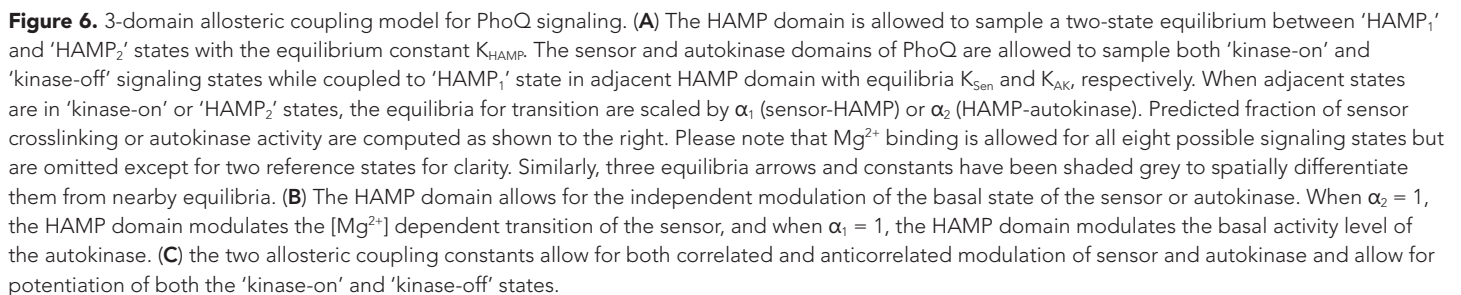 Figure 6. 3-domain allosteric coupling model for PhoQ signaling. (A) The HAMP domain is allowed to sample a two-state equilibrium between ‘HAMP₁’
and ‘HAMP₂’ states with the equilibrium constant K_HAMP. The sensor and autokinase domains of PhoQ are allowed to sample both ‘kinase-on’ and
‘kinase-off’ signaling states while coupled to ‘HAMP₁’ state in adjacent HAMP domain with equilibria K_Sen and K_AK, respectively. When adjacent states
are in ‘kinase-on’ or ‘HAMP₂’ states, the equilibria for transition are scaled by α₁ (sensor-HAMP) or α₂ (HAMP-autokinase). Predicted fraction of sensor
crosslinking or autokinase activity are computed as shown to the right. Please note that Mg²⁺ binding is allowed for all eight possible signaling states but
are omitted except for two reference states for clarity. Similarly, three equilibria arrows and constants have been shaded grey to spatially differentiate
them from nearby equilibria. (B) The HAMP domain allows for the independent modulation of the basal state of the sensor or autokinase. When α₂ = 1,
the HAMP domain modulates the [Mg²⁺] dependent transition of the sensor, and when α₁ = 1, the HAMP domain modulates the basal activity level of
the autokinase. (C) the two allosteric coupling constants allow for both correlated and anticorrelated modulation of sensor and autokinase and allow for
potentiation of both the ‘kinase-on’ and ‘kinase-off’ states.